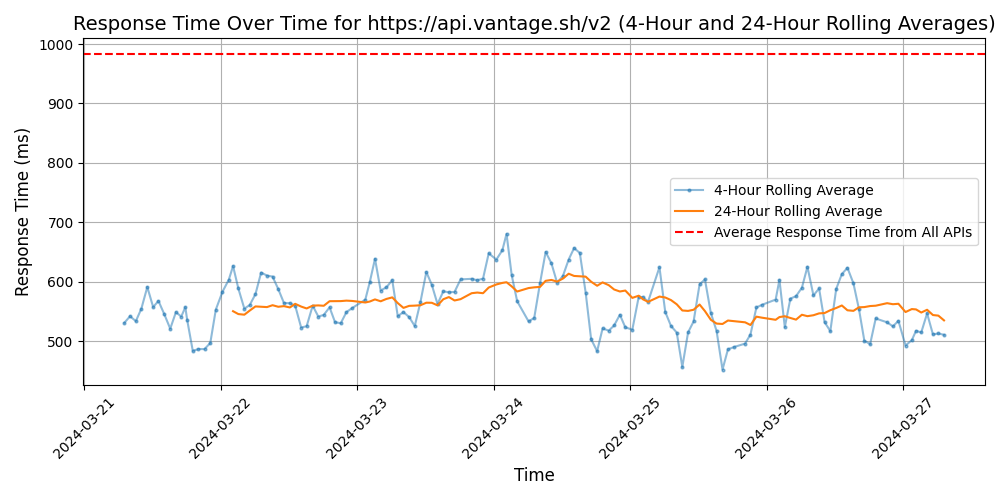 Response Time Over Time for https://api.vantage.sh/v2 (4-Hour and 24-Hour Rolling Averages)
1000
900
800
700
600
500
Response Time (ms)
4-Hour Rolling Average
24-Hour Rolling Average
Average Response Time from All APIs
2024-03-21
2024-03-22
2024-03-23
2024-03-24
2024-03-25
2024-03-26
2024-03-27
Time